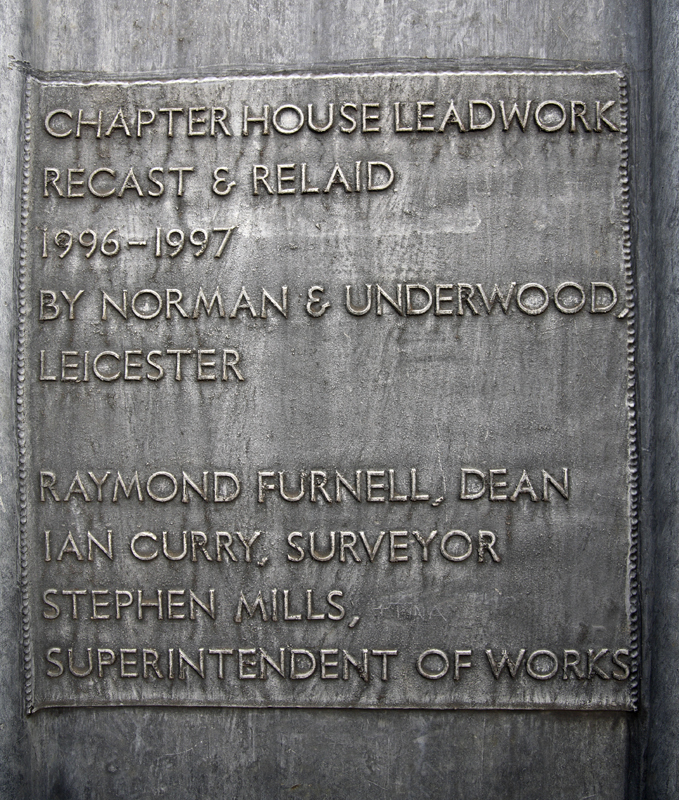 CHAPTER HOUSE LEADWORK
RECAST & RELAID
1996–1997
BY NORMAN & UNDERWOOD,
LEICESTER
RAYMOND FURNELL, DEAN
IAN CURRY, SURVEYOR
STEPHEN MILLS,
SUPERINTENDENT OF WORKS